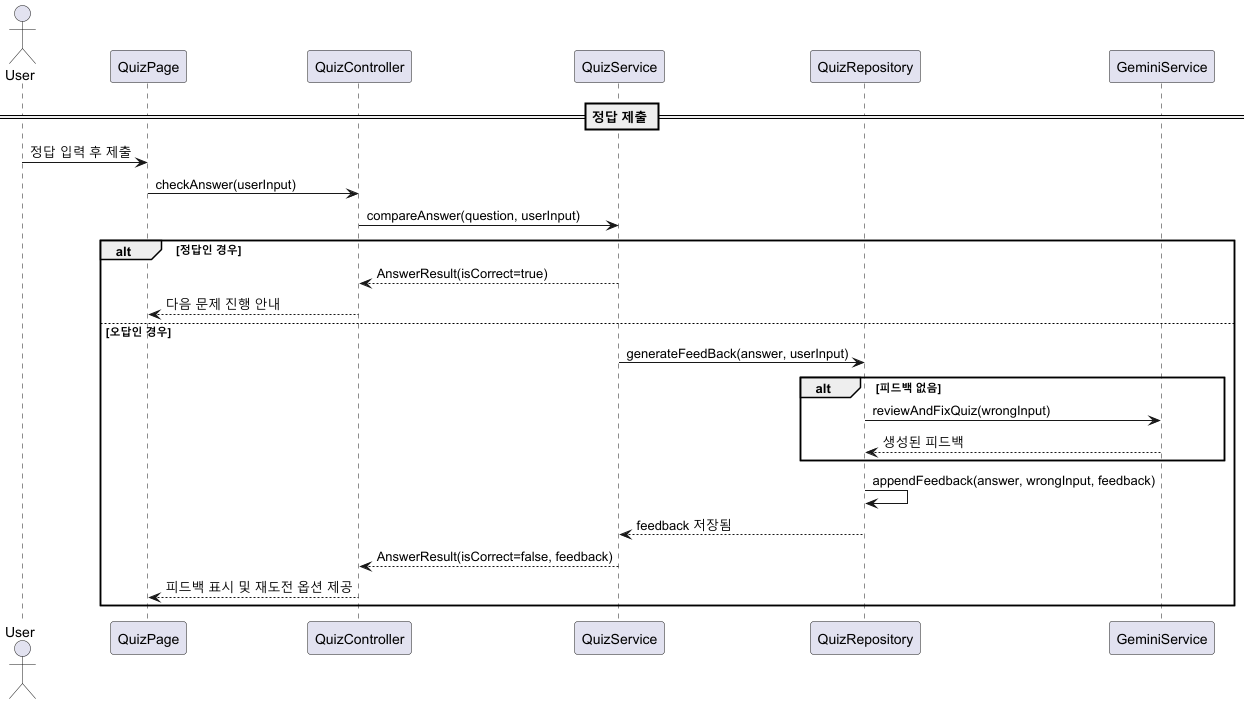 User
QuizPage
QuizController
QuizService
QuizRepository
GeminiService
정답 제출
정답 입력 후 제출
checkAnswer(userInput)
compareAnswer(question, userInput)
alt
[정답인 경우]
AnswerResult(isCorrect=true)
다음 문제 진행 안내
[오답인 경우]
generateFeedBack(answer, userInput)
alt
[피드백 없음]
reviewAndFixQuiz(wrongInput)
생성된 피드백
appendFeedback(answer, wrongInput, feedback)
feedback 저장됨
AnswerResult(isCorrect=false, feedback)
피드백 표시 및 재도전 옵션 제공
User
QuizPage
QuizController
QuizService
QuizRepository
GeminiService